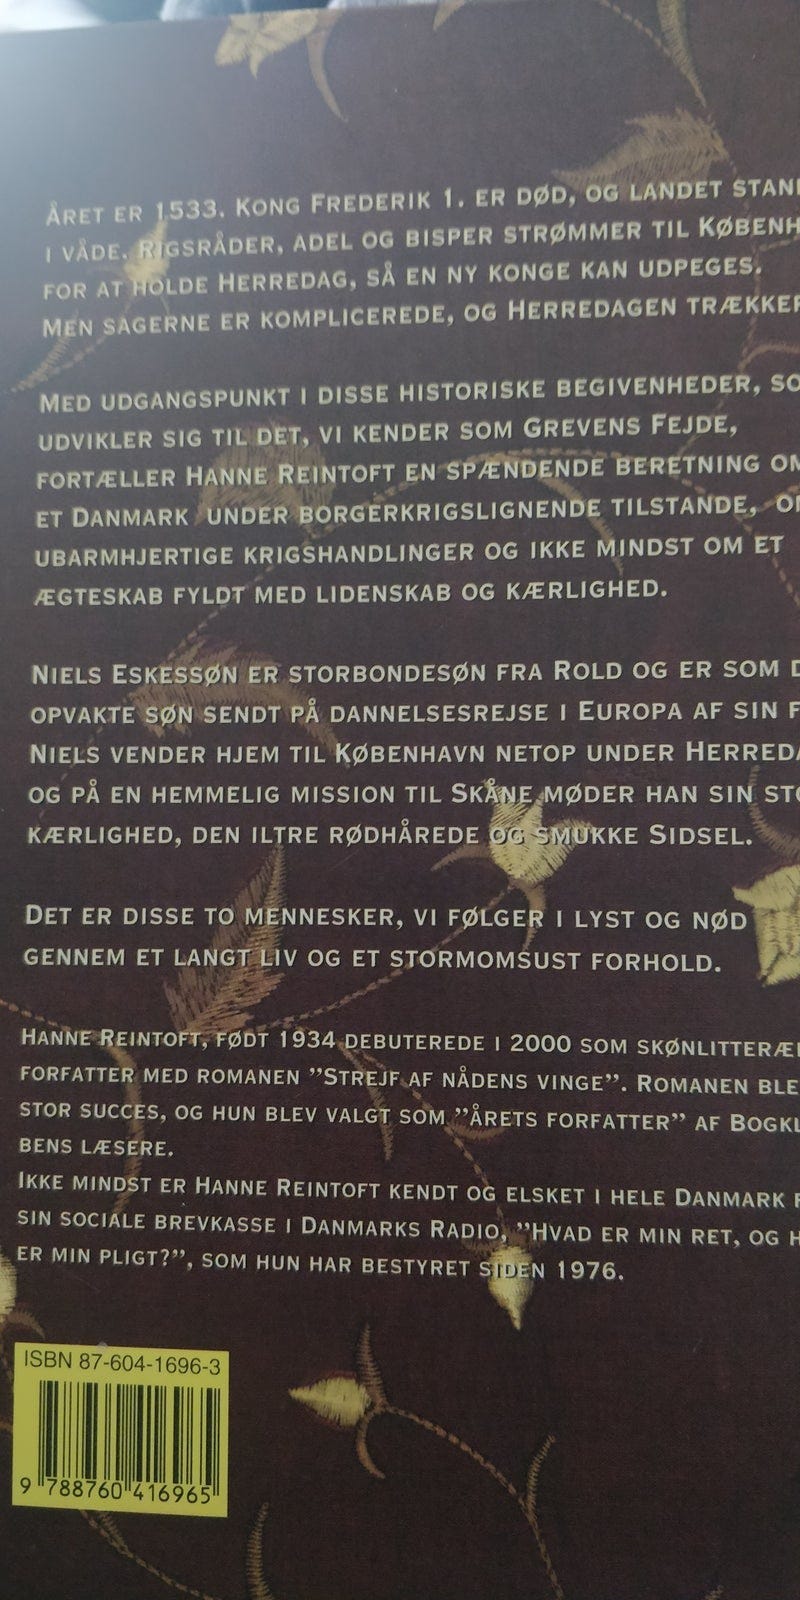 Året er 1533. Kong Frederik 1. er død, og landet
i våde. Rigsråder, adel og bisper strømmer til
for at holde Herredag, så en ny konge kan udpeges.
Men sagerne er komplicerede, og Herredagen trækker
Med udgangspunkt i disse historiske begivenheder,
udvikler sig til det, vi kender som Grevens Fejde,
fortæller Hanne Reintoft en spændende beretning om
et Danmark under borgerkrigslignende tilstande,
ubarmhjertige krigshandlinger og ikke mindst om et
ægteskab fyldt med lidenskab og kærlighed.
Niels Eskessøn er storbondesøn fra Rold og er som
opvakte søn sendt på dannelsesrejse i Europa af sin
Niels vender hjem til København netop under
og på en hemmelig mission til Skåne møder han sin
kærlighed, den iltre rødhårede og smukke Sidsel.
Det er disse to mennesker, vi følger i lyst og nød
gennem et langt liv og et stormomsust forhold.
Hanne Reintoft, født 1934 debuterede i 2000 som
forfatter med romanen "Strejf af nådens vinge". Romanen ble
stor succes, og hun blev valgt som "Årets forfatter" af
bens læsere.
Ikke mindst er Hanne Reintoft kendt og elsket i hele Danmark
sin sociale brevkasse i Danmarks Radio, "Hvad er min ret, og
er min pligt?", som hun har bestyret siden 1976.
ISBN 87-604-1696-3
9 788760 416965